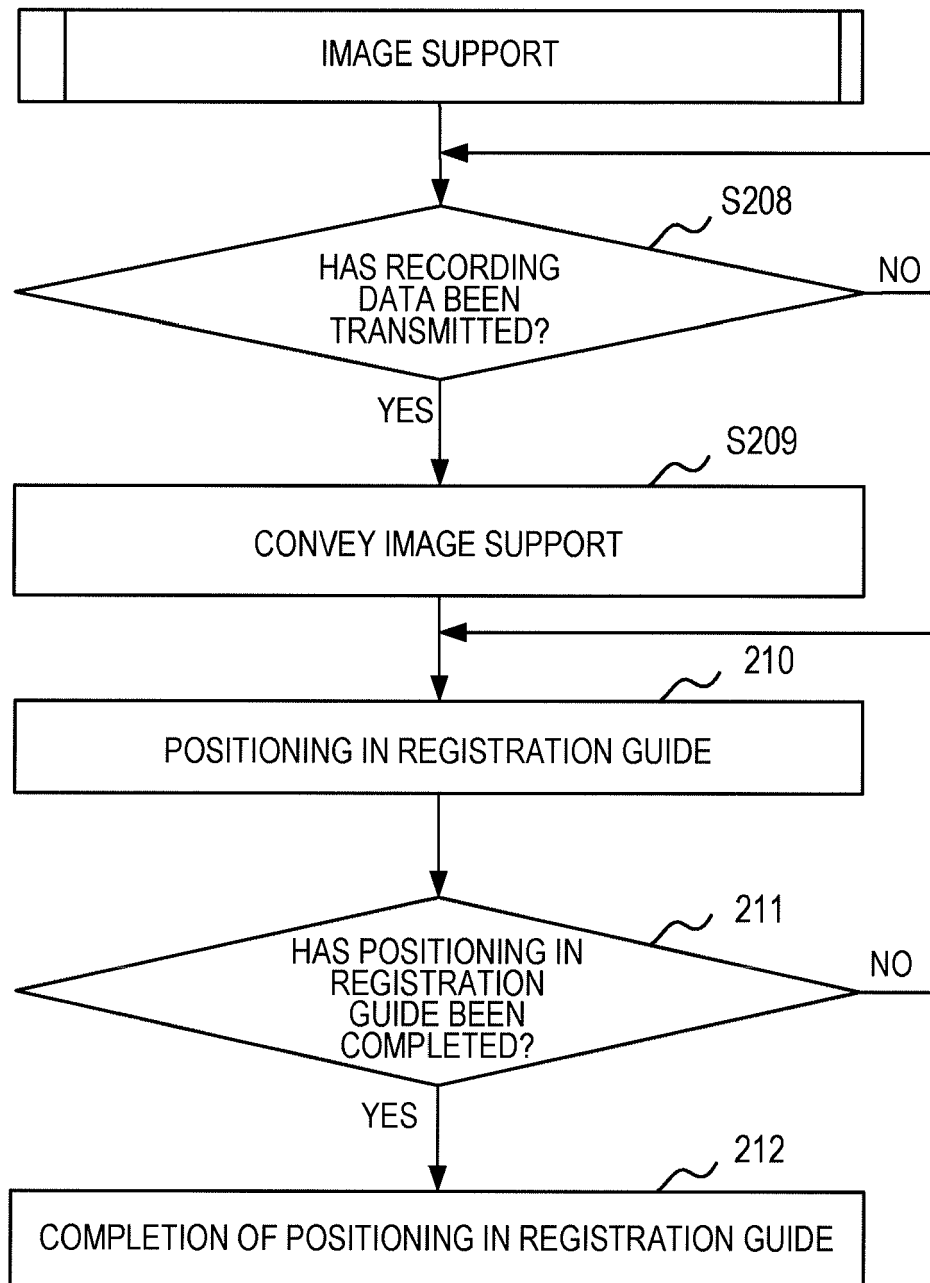 IMAGE SUPPORT
S208
HAS RECORDING
DATA BEEN
TRANSMITTED?
NO
YES
S209
CONVEY IMAGE SUPPORT
210
POSITIONING IN REGISTRATION GUIDE
211
HAS POSITIONING IN
REGISTRATION
GUIDE BEEN
COMPLETED?
NO
YES
212
COMPLETION OF POSITIONING IN REGISTRATION GUIDE